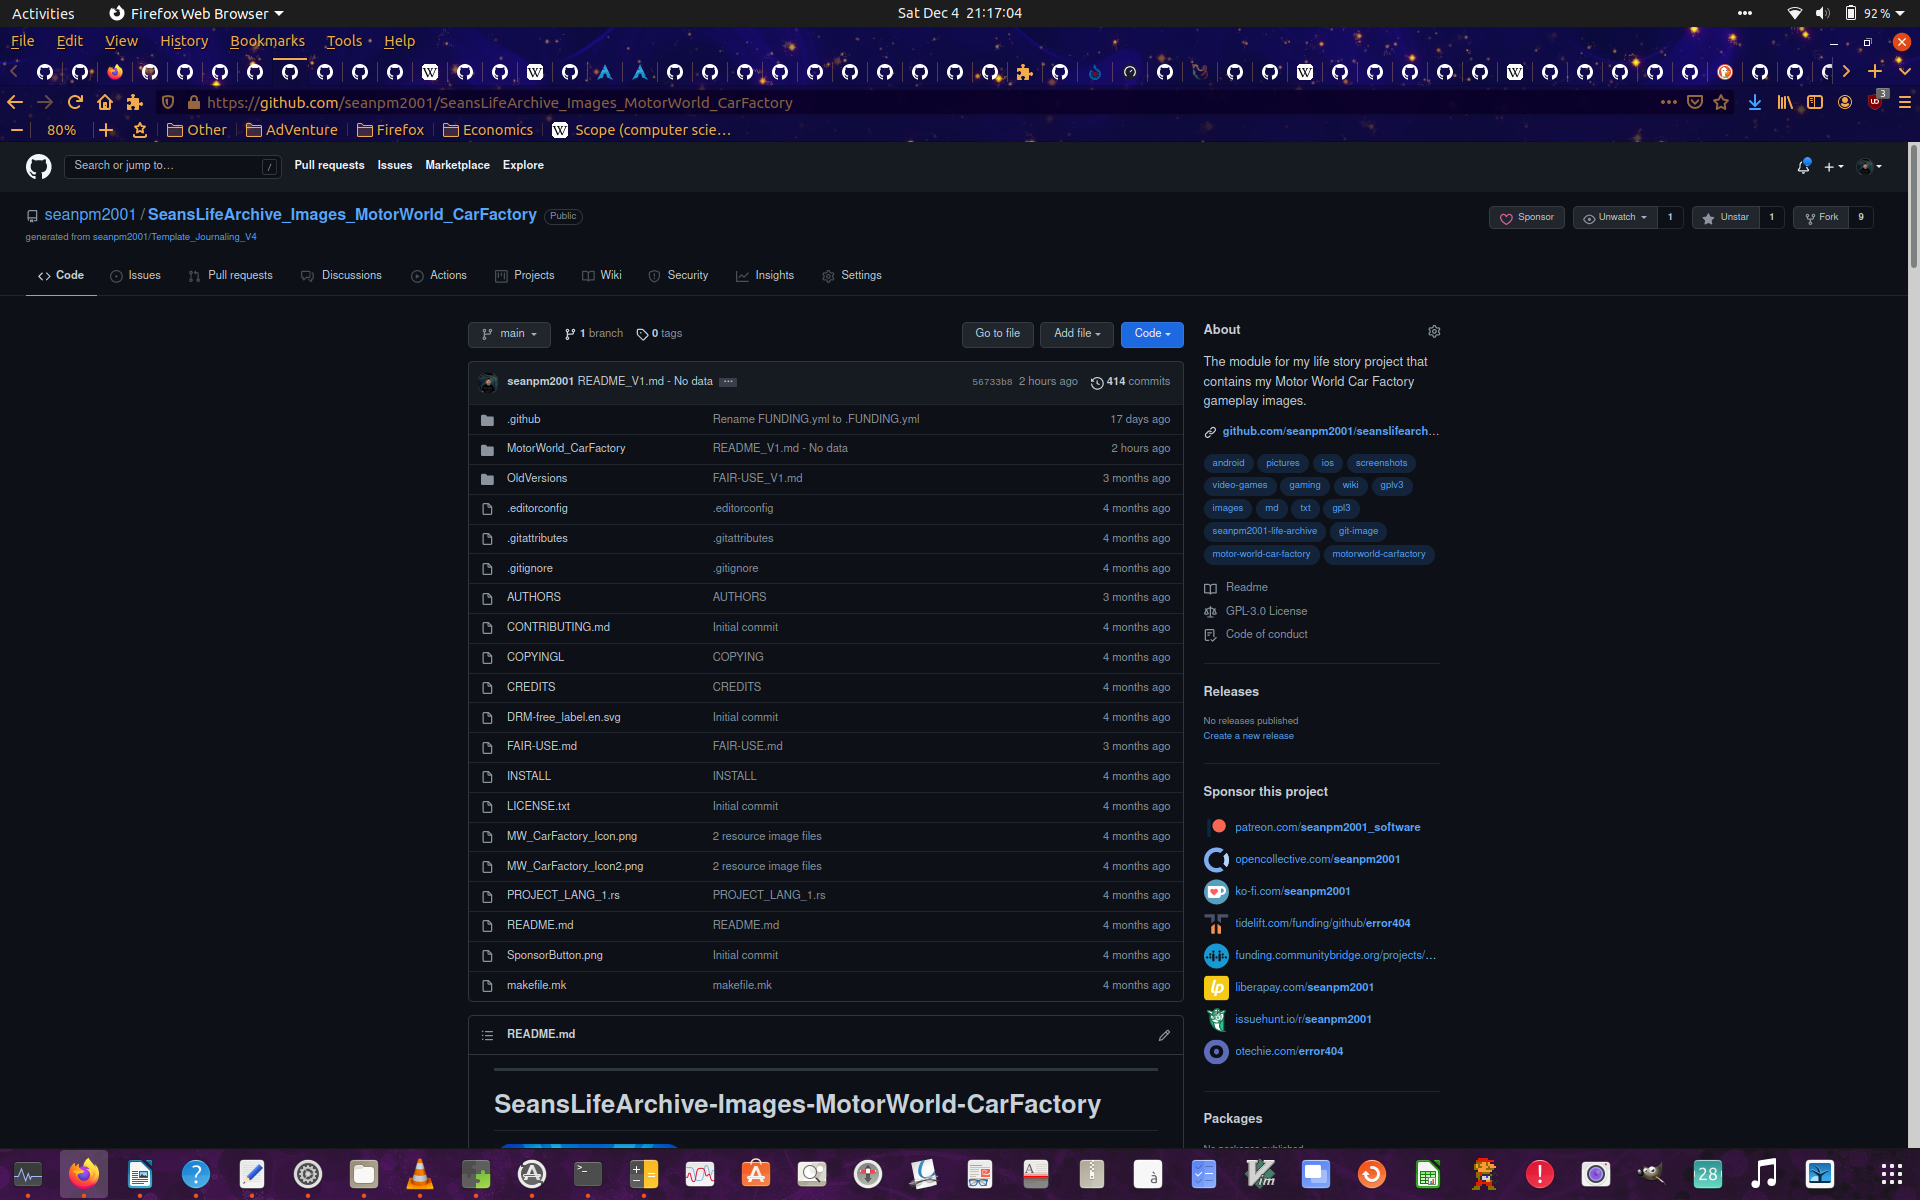 Activities
Firefox Web Browser
Sat Dec 4 21:17:04
92 %
File Edit View History Bookmarks Tools Help
https://github.com/seanpm2001/SeansLifeArchive_Images_MotorWorld_CarFactory
3
80%
Other
AdVenture
Firefox
Economics
Scope (computer scie…
Search or jump to…
/
Pull requests
Issues
Marketplace
Explore
seanpm2001 / SeansLifeArchive_Images_MotorWorld_CarFactory Public
generated from seanpm2001/Template_Journaling_V4
Sponsor
Unwatch 1
Unstar 1
Fork 9
Code
Issues
Pull requests
Discussions
Actions
Projects
Wiki
Security
Insights
Settings
main
1 branch
0 tags
Go to file
Add file
Code
seanpm2001 README_V1.md - No data
56733b8 2 hours ago
414 commits
.github Rename FUNDING.yml to .FUNDING.yml 17 days ago
MotorWorld_CarFactory README_V1.md - No data 2 hours ago
OldVersions FAIR-USE_V1.md 3 months ago
.editorconfig .editorconfig 4 months ago
.gitattributes .gitattributes 4 months ago
.gitignore .gitignore 4 months ago
AUTHORS AUTHORS 3 months ago
CONTRIBUTING.md Initial commit 4 months ago
COPYINGL COPYING 4 months ago
CREDITS CREDITS 4 months ago
DRM-free_label.en.svg Initial commit 4 months ago
FAIR-USE.md FAIR-USE.md 3 months ago
INSTALL INSTALL 4 months ago
LICENSE.txt Initial commit 4 months ago
MW_CarFactory_Icon.png 2 resource image files 4 months ago
MW_CarFactory_Icon2.png 2 resource image files 4 months ago
PROJECT_LANG_1.rs PROJECT_LANG_1.rs 4 months ago
README.md README.md 4 months ago
SponsorButton.png Initial commit 4 months ago
makefile.mk makefile.mk 4 months ago
README.md
SeansLifeArchive-Images-MotorWorld-CarFactory
About
The module for my life story project that
contains my Motor World Car Factory
gameplay images.
github.com/seanpm2001/seanslifearch…
android pictures ios screenshots
video-games gaming wiki gplv3
images md txt gpl3
seanpm2001-life-archive git-image
motor-world-car-factory motorworld-carfactory
Readme
GPL-3.0 License
Code of conduct
Releases
No releases published
Create a new release
Sponsor this project
patreon.com/seanpm2001_software
opencollective.com/seanpm2001
ko-fi.com/seanpm2001
tidelift.com/funding/github/error404
funding.communitybridge.org/projects/…
liberapay.com/seanpm2001
issuehunt.io/r/seanpm2001
otechie.com/error404
Packages
28